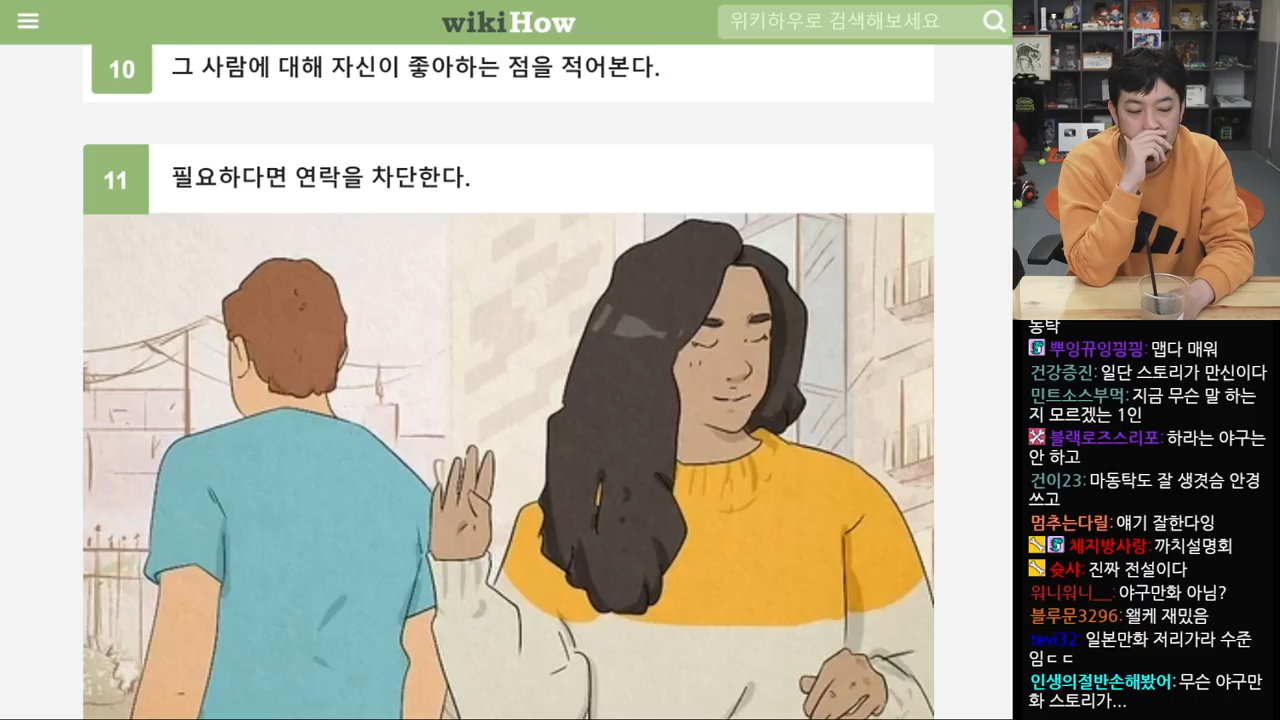 wikiHow
위키하우로 검색해보세요
10 그 사람에 대해 자신이 좋아하는 점을 적어본다.
11 필요하다면 연락을 차단한다.
동탁
뿌잉뀨잉낑낑: 맵다 매워
건강증진: 일단 스토리가 만신이다
민트소스부먹: 지금 무슨 말 하는
지 모르겠는 1인
블랙로즈스리포: 하라는 야구는
안 하고
건이23: 마동탁도 잘 생겻슴 안경
쓰고
멈추는다릴: 얘기 잘한다잉
체지방사랑: 까치설명회
슛샤: 진짜 전설이다
워니워니__: 야구만화 아님?
블루문3296: 왤케 재밌음
tevi32: 일본만화 저리가라 수준
임ㄷㄷ
인생의절반손해봤어: 무슨 야구만
화 스토리가...